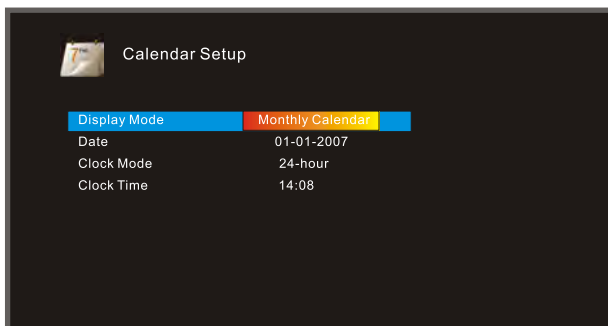 Calendar Setup
Display Mode Monthly Calendar
Date 01-01-2007
Clock Mode 24-hour
Clock Time 14:08